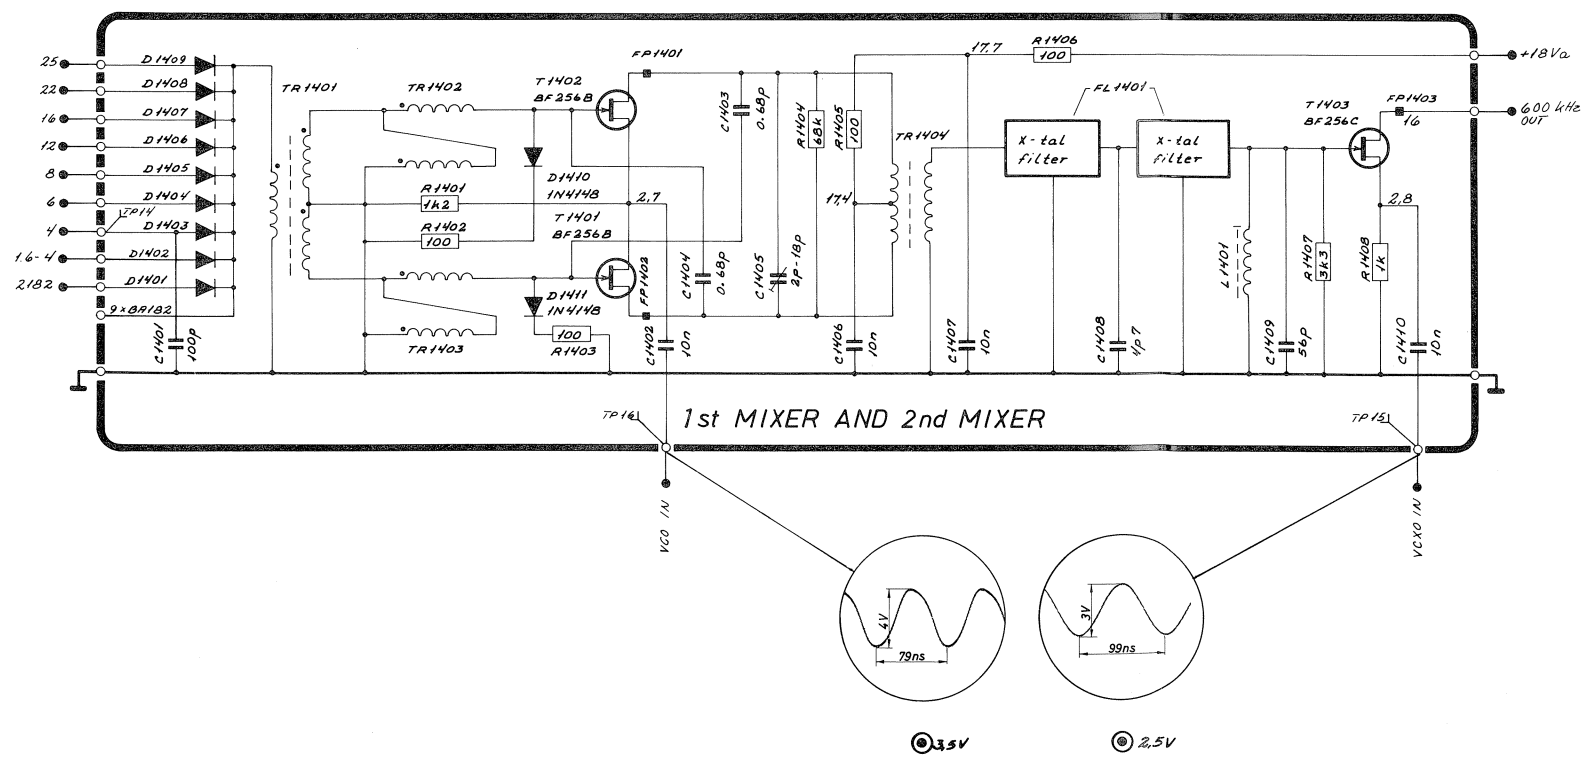 25
D1409
22
D1408
16
D1407
12
D1406
8
D1405
6
D1404
TP14
4
D1403
1.6-4
D1402
2182
D1401
9×BA182
C1401
100p
TR1401
TR1402
TR1403
R1401
1k2
R1402
100
D1410
1N4148
D1411
1N4148
100
R1403
T1402
BF256B
T1401
BF256B
FP1401
FP1402
2,7
C1402
10n
C1403
0.68p
C1404
0.68p
C1405
2p-18p
R1404
68k
R1405
100
17,4
C1406
10n
TR1404
17,7
R1406
100
+18Va
C1407
10n
FL1401
X-tal
filter
X-tal
filter
C1408
4p7
L1401
C1409
56p
R1407
3k3
T1403
BF256C
FP1403
16
600 kHz
OUT
2,8
R1408
1k
C1410
10n
TP16
1st MIXER AND 2nd MIXER
TP15
VCO IN
VCXO IN
4V
79ns
3V
99ns
3,5V
2,5V